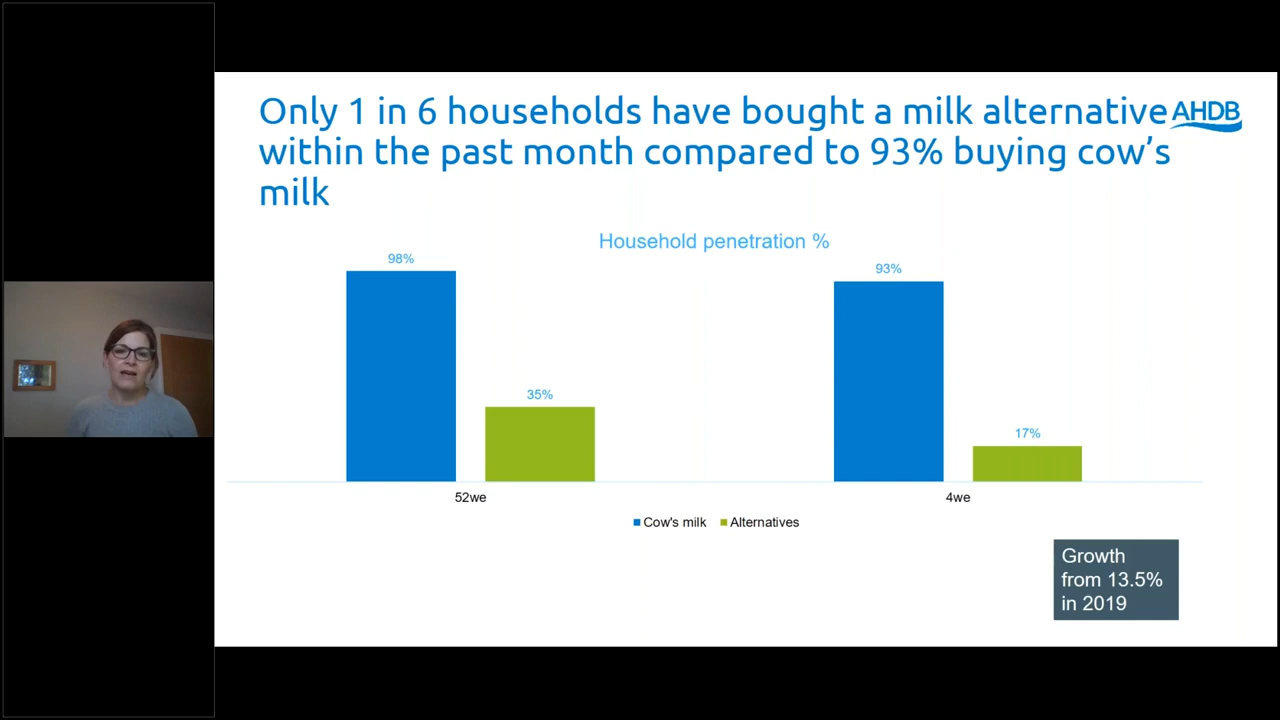 Only 1 in 6 households have bought a milk alternative
AHDB
within the past month compared to 93% buying cow’s
milk
Household penetration %
98%
93%
35%
17%
52we
4we
Cow's milk
Alternatives
Growth
from 13.5%
in 2019